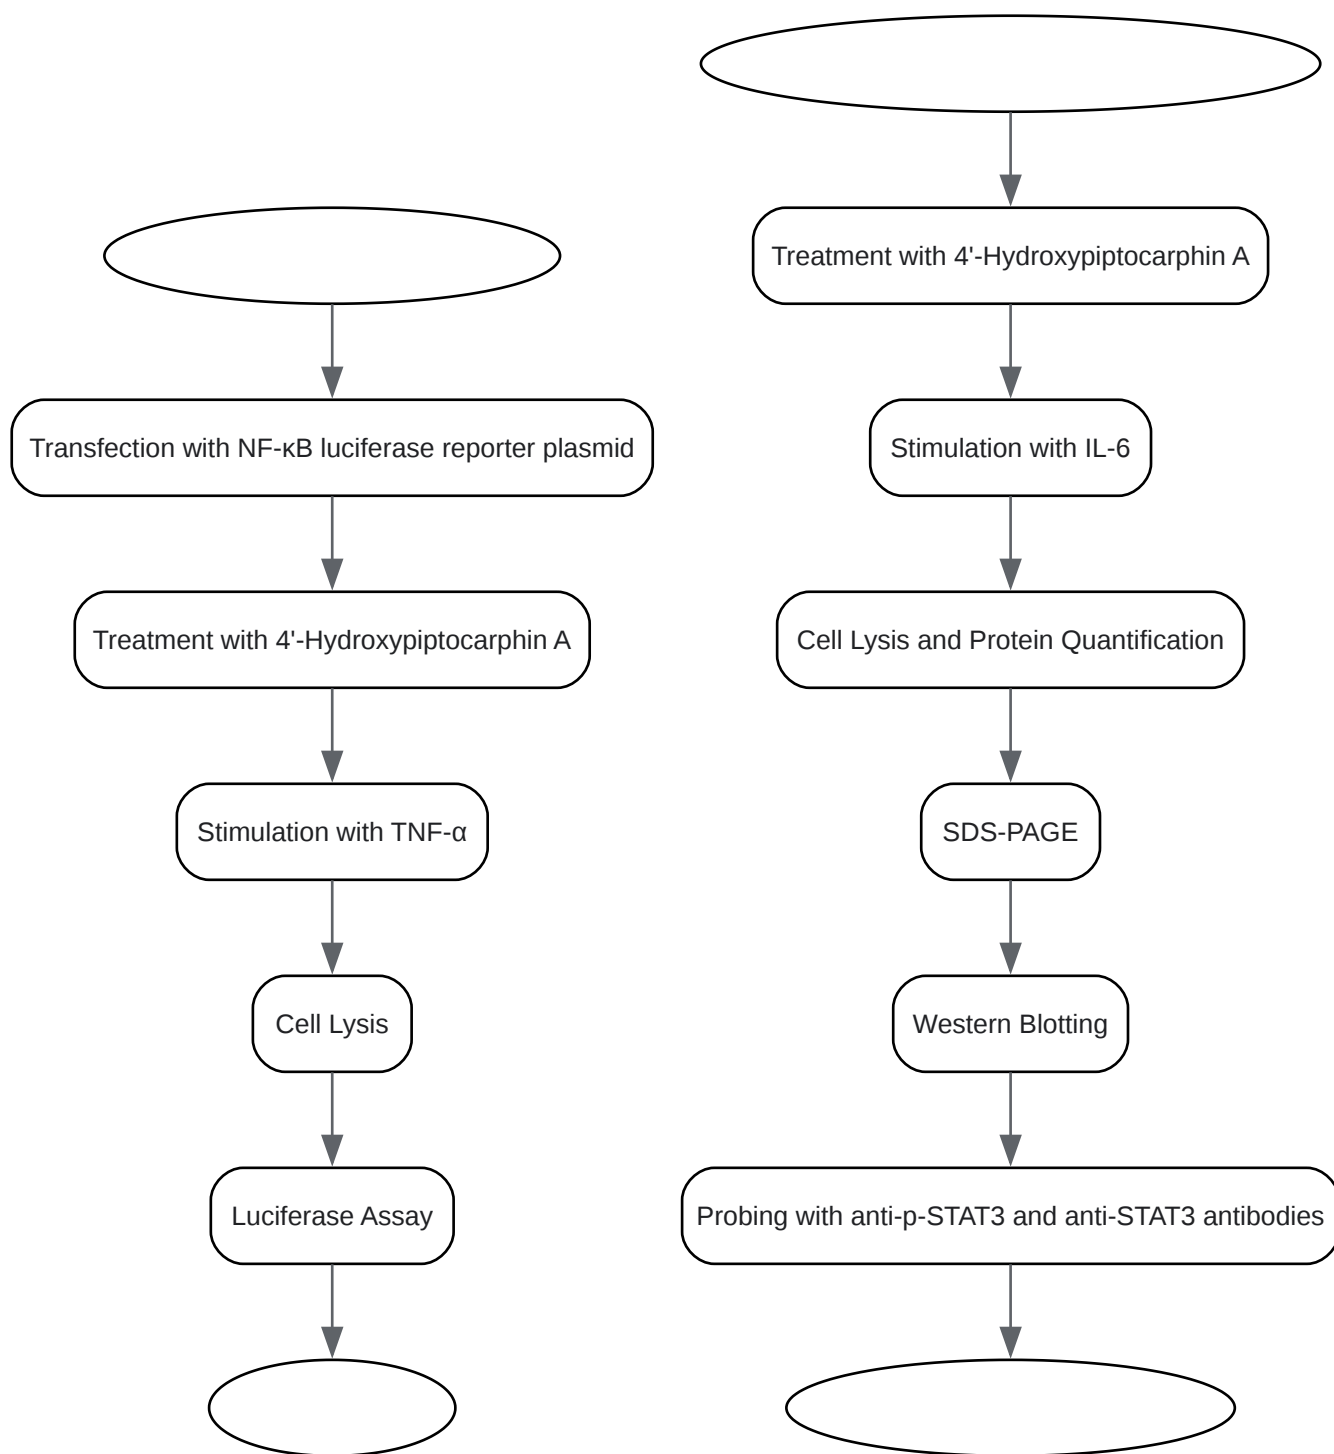 Transfection with NF-κB luciferase reporter plasmid
Treatment with 4'-Hydroxypiptocarphin A
Stimulation with TNF-α
Cell Lysis
Luciferase Assay
Treatment with 4'-Hydroxypiptocarphin A
Stimulation with IL-6
Cell Lysis and Protein Quantification
SDS-PAGE
Western Blotting
Probing with anti-p-STAT3 and anti-STAT3 antibodies